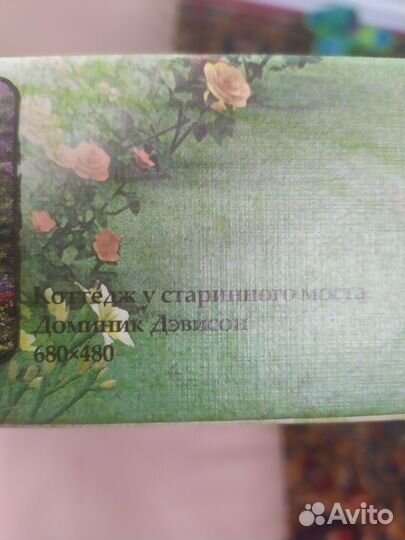 Коттедж у старинного моста
Доминик Дэвисон
680×480
Avito